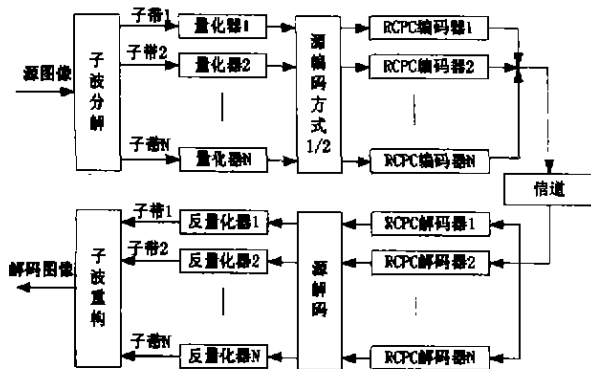 子带1
量化器1
RCPC编码器1
源图像
子波分解
子带2
量化器2
源编码方式1/2
RCPC编码器2
子带N
量化器N
RCPC编码器N
信道
子带1
反量化器1
RCPC解码器1
解码图像
子波重构
子带2
反量化器2
源解码
RCPC解码器2
子带N
反量化器N
RCPC解码器N